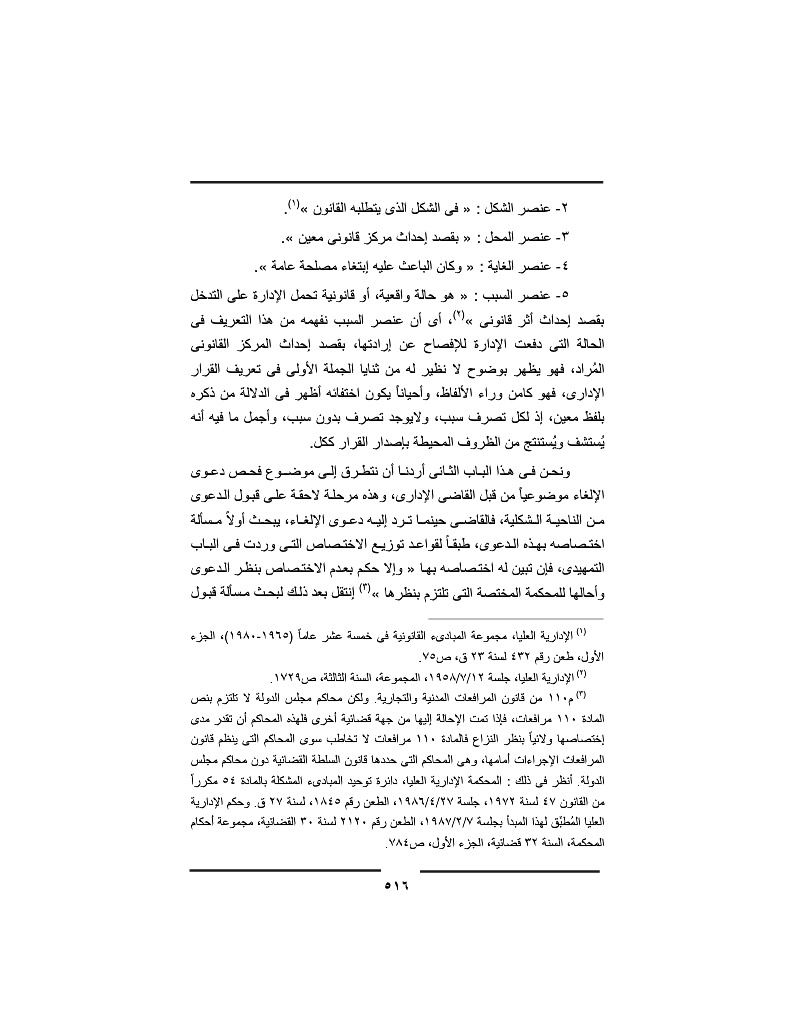 ٢- عنصر الشكل : « فى الشكل الذى يتطلبه القانون »(١).
٣- عنصر المحل : « بقصد إحداث مركز قانونى معين ».
٤- عنصر الغاية : « وكان الباعث عليه إبتغاء مصلحة عامة ».
٥- عنصر السبب : « هو حالة واقعية، أو قانونية تحمل الإدارة على التدخل
بقصد إحداث أثر قانونى »(٢)، أى أن عنصر السبب نفهمه من هذا التعريف فى
الحالة التى دفعت الإدارة للإفصاح عن إرادتها، بقصد إحداث المركز القانونى
المُراد، فهو يظهر بوضوح لا نظير له من ثنايا الجملة الأولى فى تعريف القرار
الإدارى، فهو كامن وراء الألفاظ، وأحياناً يكون اختفائه أظهر فى الدلالة من ذكره
بلفظ معين، إذ لكل تصرف سبب، ولايوجد تصرف بدون سبب، وأجمل ما فيه أنه
يُستشف ويُستنتج من الظروف المحيطة بإصدار القرار ككل.
ونحن فى هذا الباب الثانى أردنا أن نتطرق إلى موضوع فحص دعوى
الإلغاء موضوعياً من قبل القاضى الإدارى، وهذه مرحلة لاحقة على قبول الدعوى
من الناحية الشكلية، فالقاضى حينما ترد إليه دعوى الإلغاء، يبحث أولاً مسألة
اختصاصه بهذه الدعوى، طبقاً لقواعد توزيع الاختصاص التى وردت فى الباب
التمهيدى، فإن تبين له اختصاصه بها « وإلا حكم بعدم الاختصاص بنظر الدعوى
وأحالها للمحكمة المختصة التى تلتزم بنظرها »(٣) إنتقل بعد ذلك لبحث مسألة قبول
(١) الإدارية العليا، مجموعة المبادىء القانونية فى خمسة عشر عاماً (١٩٦٥-١٩٨٠)، الجزء
الأول، طعن رقم ٤٣٢ لسنة ٢٣ ق، ص٧٥.
(٢) الإدارية العليا، جلسة ١٩٥٨/٧/١٢، المجموعة، السنة الثالثة، ص١٧٢٩.
(٣) م١١٠ من قانون المرافعات المدنية والتجارية. ولكن محاكم مجلس الدولة لا تلتزم بنص
المادة ١١٠ مرافعات، فإذا تمت الإحالة إليها من جهة قضائية أخرى فلهذه المحاكم أن تقدر مدى
إختصاصها ولائياً بنظر النزاع فالمادة ١١٠ مرافعات لا تخاطب سوى المحاكم التى ينظم قانون
المرافعات الإجراءات أمامها، وهى المحاكم التى حددها قانون السلطة القضائية دون محاكم مجلس
الدولة. أنظر فى ذلك : المحكمة الإدارية العليا، دائرة توحيد المبادىء المشكلة بالمادة ٥٤ مكرراً
من القانون ٤٧ لسنة ١٩٧٢، جلسة ١٩٨٦/٤/٢٧، الطعن رقم ١٨٤٥، لسنة ٢٧ ق. وحكم الإدارية
العليا المُطبِّق لهذا المبدأ بجلسة ١٩٨٧/٢/٧، الطعن رقم ٢١٢٠ لسنة ٣٠ القضائية، مجموعة أحكام
المحكمة، السنة ٣٢ قضائية، الجزء الأول، ص٧٨٤.
٥١٦